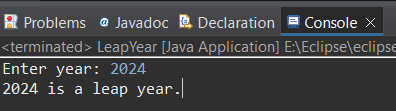 Problems @ Javadoc Declaration Console
<terminated> LeapYear [Java Application] E:\Eclipse\eclipse
Enter year: 2024
2024 is a leap year.